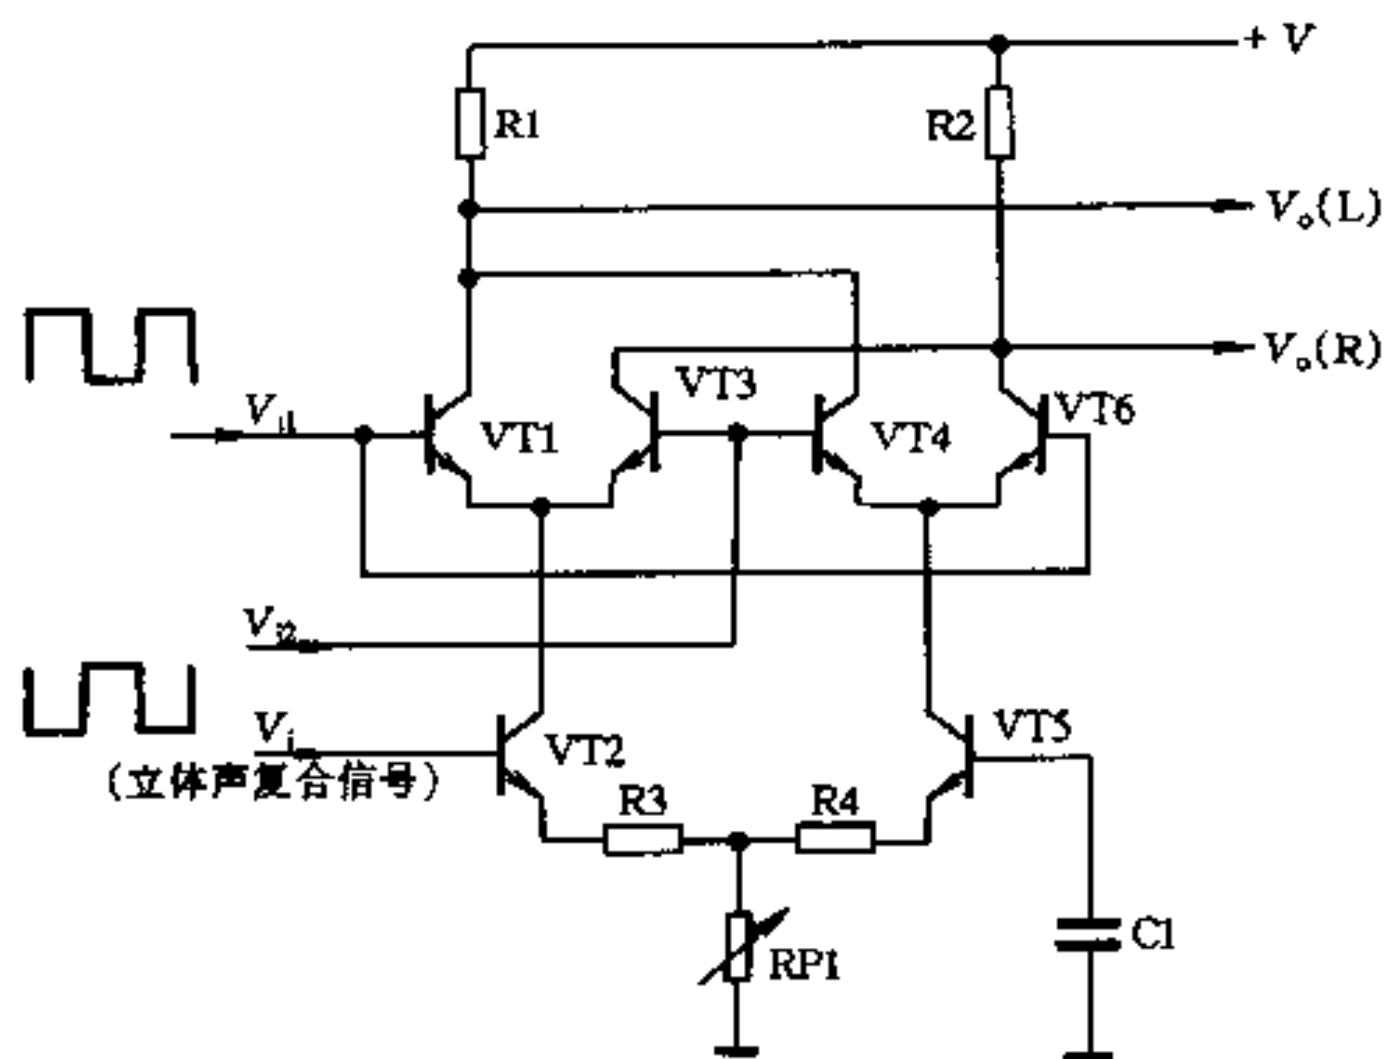 + V
R1
R2
Vo(L)
Vo(R)
Vi1
VT1
VT3
VT4
VT6
Vi2
Vi
(立体声复合信号)
VT2
VT5
R3
R4
RP1
C1